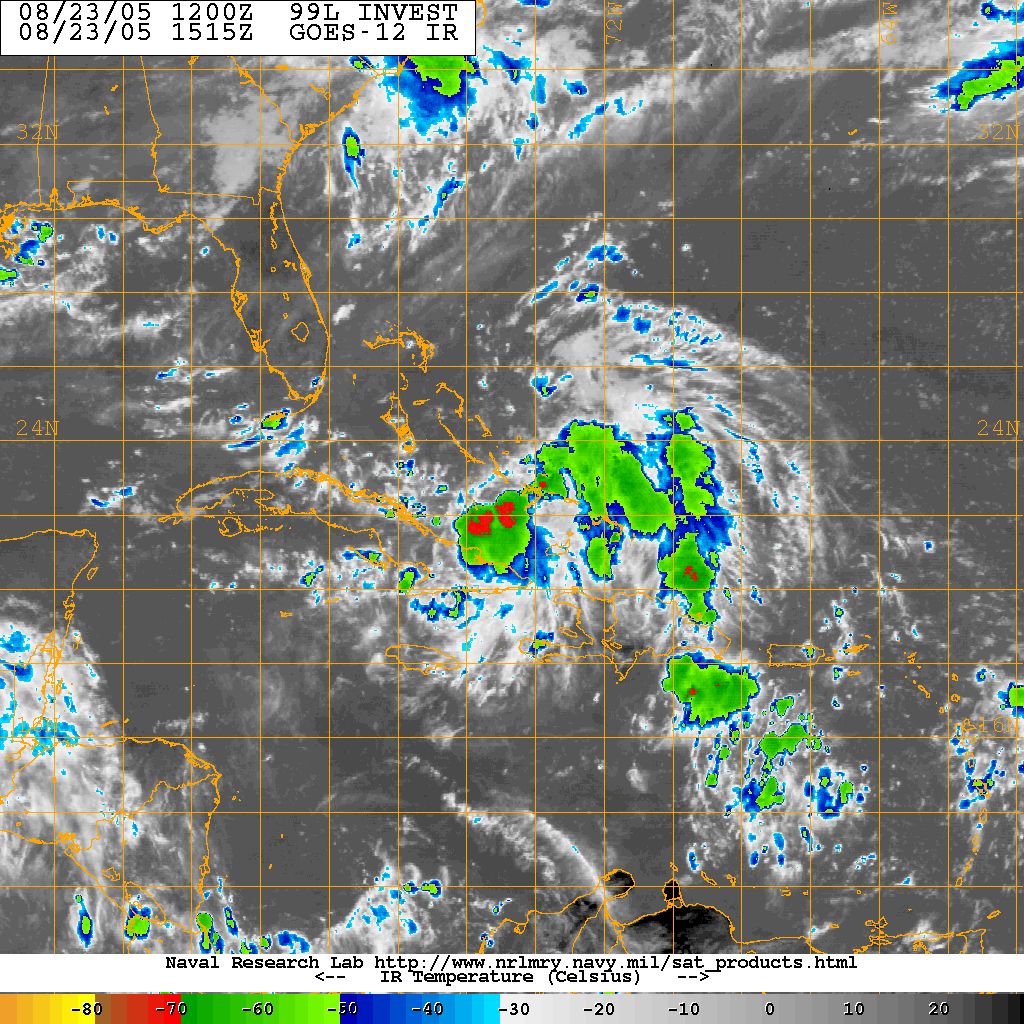 08/23/05 1200Z 99L INVEST
08/23/05 1515Z GOES-12 IR
72W
32N 32N
24N 24N
16N
Naval Research Lab http://www.nrlmry.navy.mil/sat_products.html
<-- IR Temperature (Celsius) -->
-80 -70 -60 -50 -40 -30 -20 -10 0 10 20